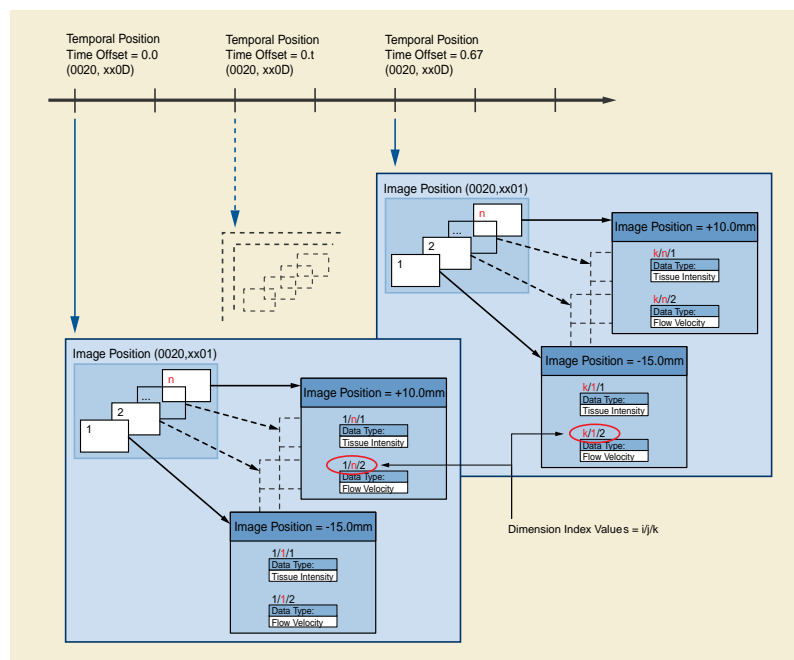 Temporal Position
Time Offset = 0.0
(0020, xx0D)
Temporal Position
Time Offset = 0.t
(0020, xx0D)
Temporal Position
Time Offset = 0.67
(0020, xx0D)
Image Position (0020,xx01)
n
...
2
1
Image Position = +10.0mm
k/n/1
Data Type:
Tissue Intensity
k/n/2
Data Type:
Flow Velocity
Image Position = -15.0mm
k/1/1
Data Type:
Tissue Intensity
k/1/2
Data Type:
Flow Velocity
Image Position (0020,xx01)
n
...
2
1
Image Position = +10.0mm
1/n/1
Data Type:
Tissue Intensity
1/n/2
Data Type:
Flow Velocity
Image Position = -15.0mm
1/1/1
Data Type:
Tissue Intensity
1/1/2
Data Type:
Flow Velocity
Dimension Index Values = i/j/k